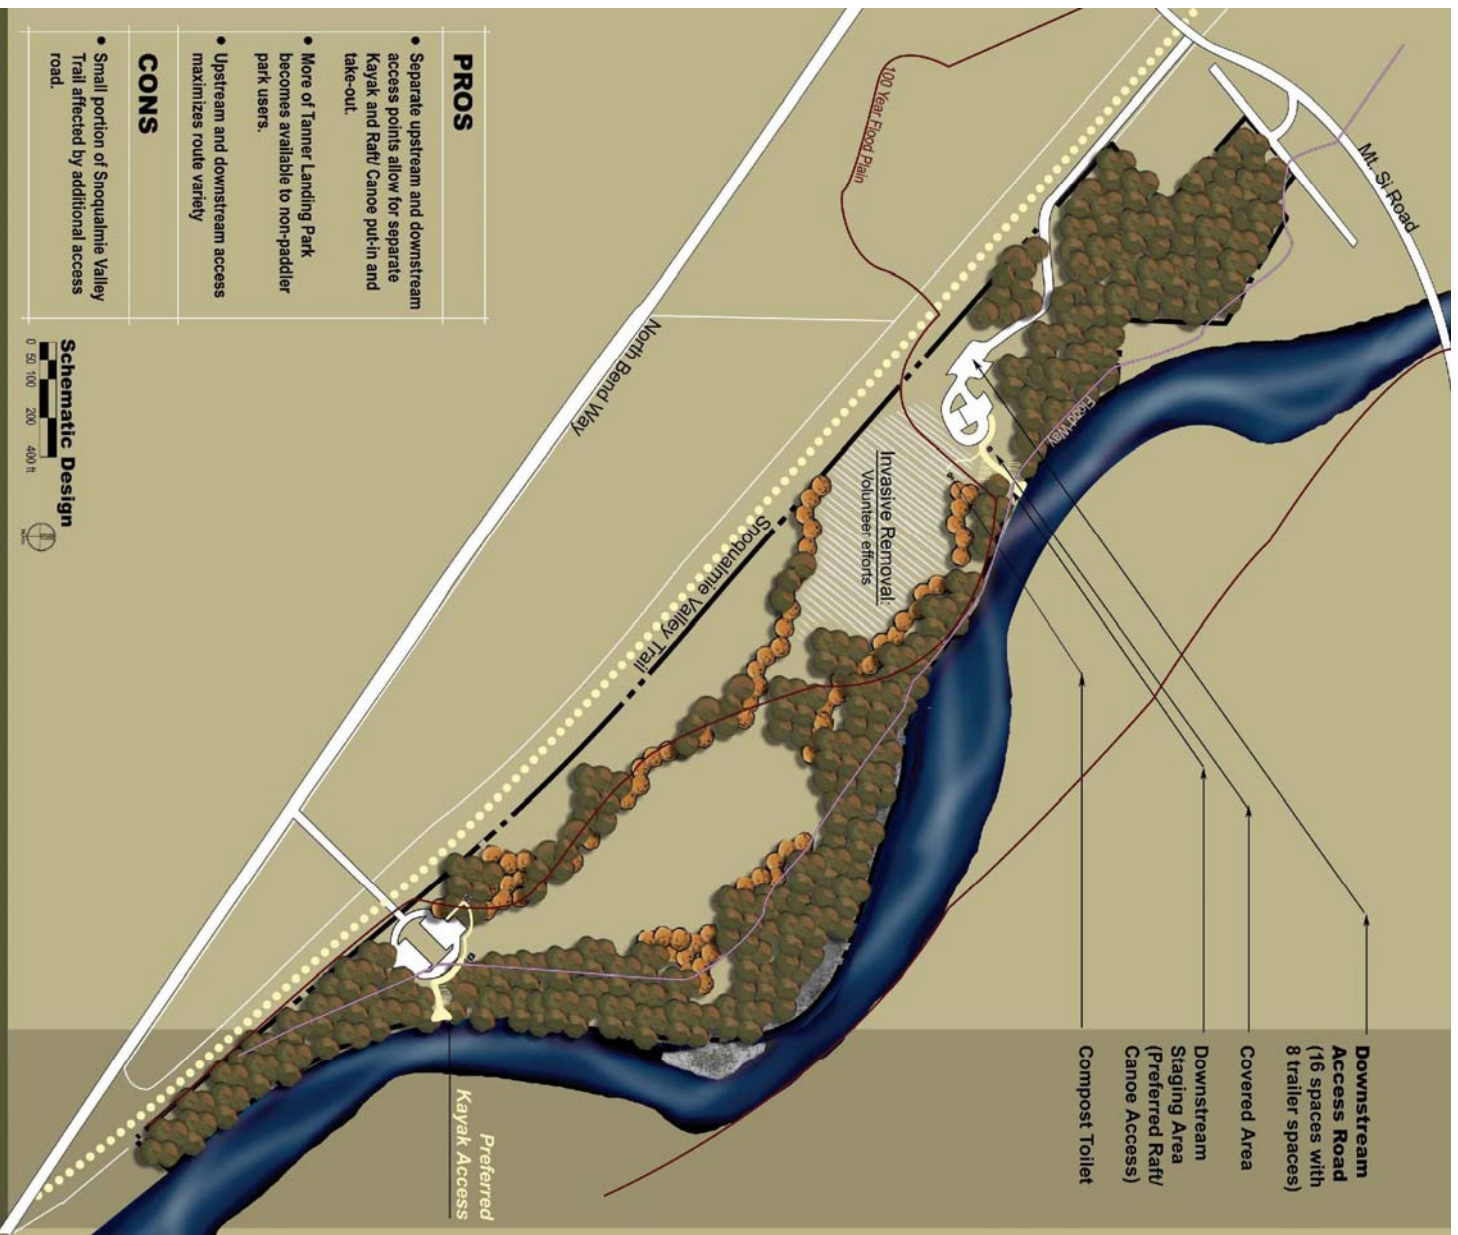 PROS
• Separate upstream and downstream
access points allow for separate
Kayak and Raft/ Canoe put-in and
take-out.
• More of Tanner Landing Park
becomes available to non-paddler
park users.
• Upstream and downstream access
maximizes route variety
CONS
• Small portion of Snoqualmie Valley
Trail affected by additional access
road.
Schematic Design
0 50 100 200 400 ft
Mt. Si Road
100 Year Flood Plain
North Bend Way
Flood Way
Invasive Removal:
Volunteer efforts
Snoqualmie Valley Trail
Downstream
Access Road
(16 spaces with
8 trailer spaces)
Covered Area
Downstream
Staging Area
(Preferred Raft/
Canoe Access)
Compost Toilet
Preferred
Kayak Access